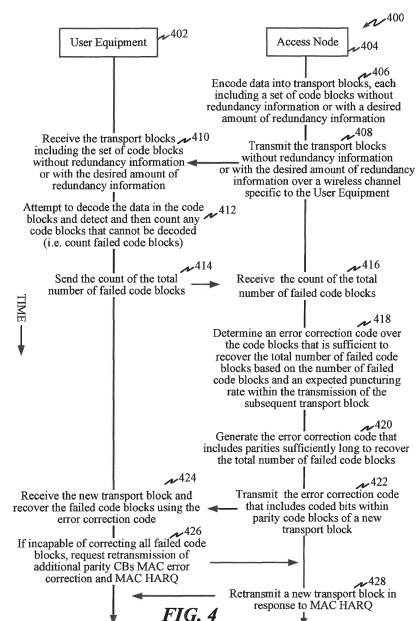 400
User Equipment
402
Access Node
404
406
Encode data into transport blocks, each
including a set of code blocks without
redundancy information or with a desired
amount of redundancy information
408
Transmit the transport blocks
without redundancy information
or with the desired amount of redundancy
information over a wireless channel
specific to the User Equipment
Receive the transport blocks 410
including the set of code blocks
without redundancy information
or with the desired amount of
redundancy information
Attempt to decode the data in the code
blocks and detect and then count any 412
code blocks that cannot be decoded
(i.e. count failed code blocks)
414
Send the count of the total
number of failed code blocks
416
Receive the count of the total
number of failed code blocks
TIME
418
Determine an error correction code over
the code blocks that is sufficient to
recover the total number of failed code
blocks based on the number of failed
code blocks and an expected puncturing
rate within the transmission of the
subsequent transport block
420
Generate the error correction code that
includes parities sufficiently long to recover
the total number of failed code blocks
422
Transmit the error correction code
that includes coded bits within
parity code blocks of a new
transport block
424
Receive the new transport block and
recover the failed code blocks using the
error correction code
426
If incapable of correcting all failed code
blocks, request retransmission of
additional parity CBs MAC error
correction and MAC HARQ
428
Retransmit a new transport block in
response to MAC HARQ
FIG. 4